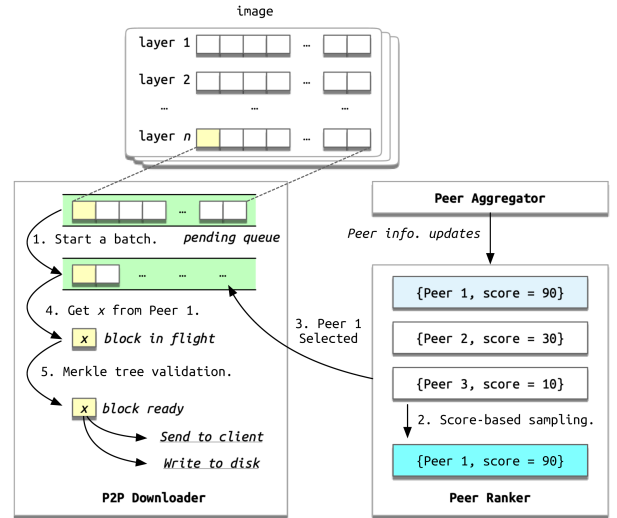 image
layer 1 …
layer 2 …
… …
layer n …
…
pending queue
1. Start a batch.
… … …
4. Get x from Peer 1.
x block in flight
5. Merkle tree validation.
x block ready
Send to client
Write to disk
P2P Downloader
3. Peer 1
Selected
Peer Aggregator
Peer info. updates
{Peer 1, score = 90}
{Peer 2, score = 30}
{Peer 3, score = 10}
2. Score-based sampling.
{Peer 1, score = 90}
Peer Ranker